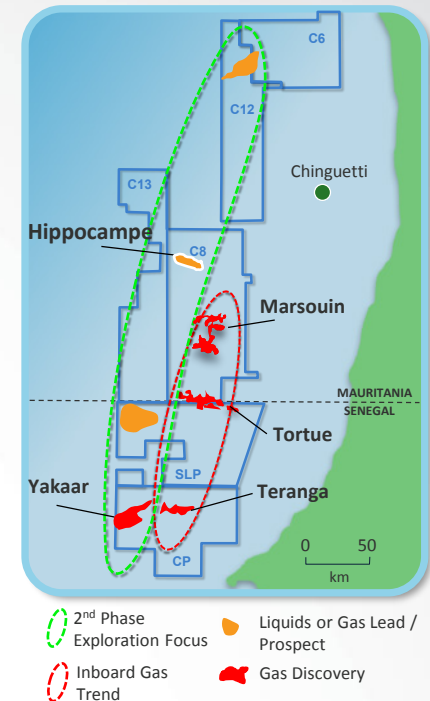 C6
C12
Chinguetti
C13
Hippocampe
C8
Marsouin
MAURITANIA
SENEGAL
Tortue
SLP
Yakaar
Teranga
CP
0 50
km
2nd Phase
Exploration Focus
Liquids or Gas Lead /
Prospect
Inboard Gas
Trend
Gas Discovery